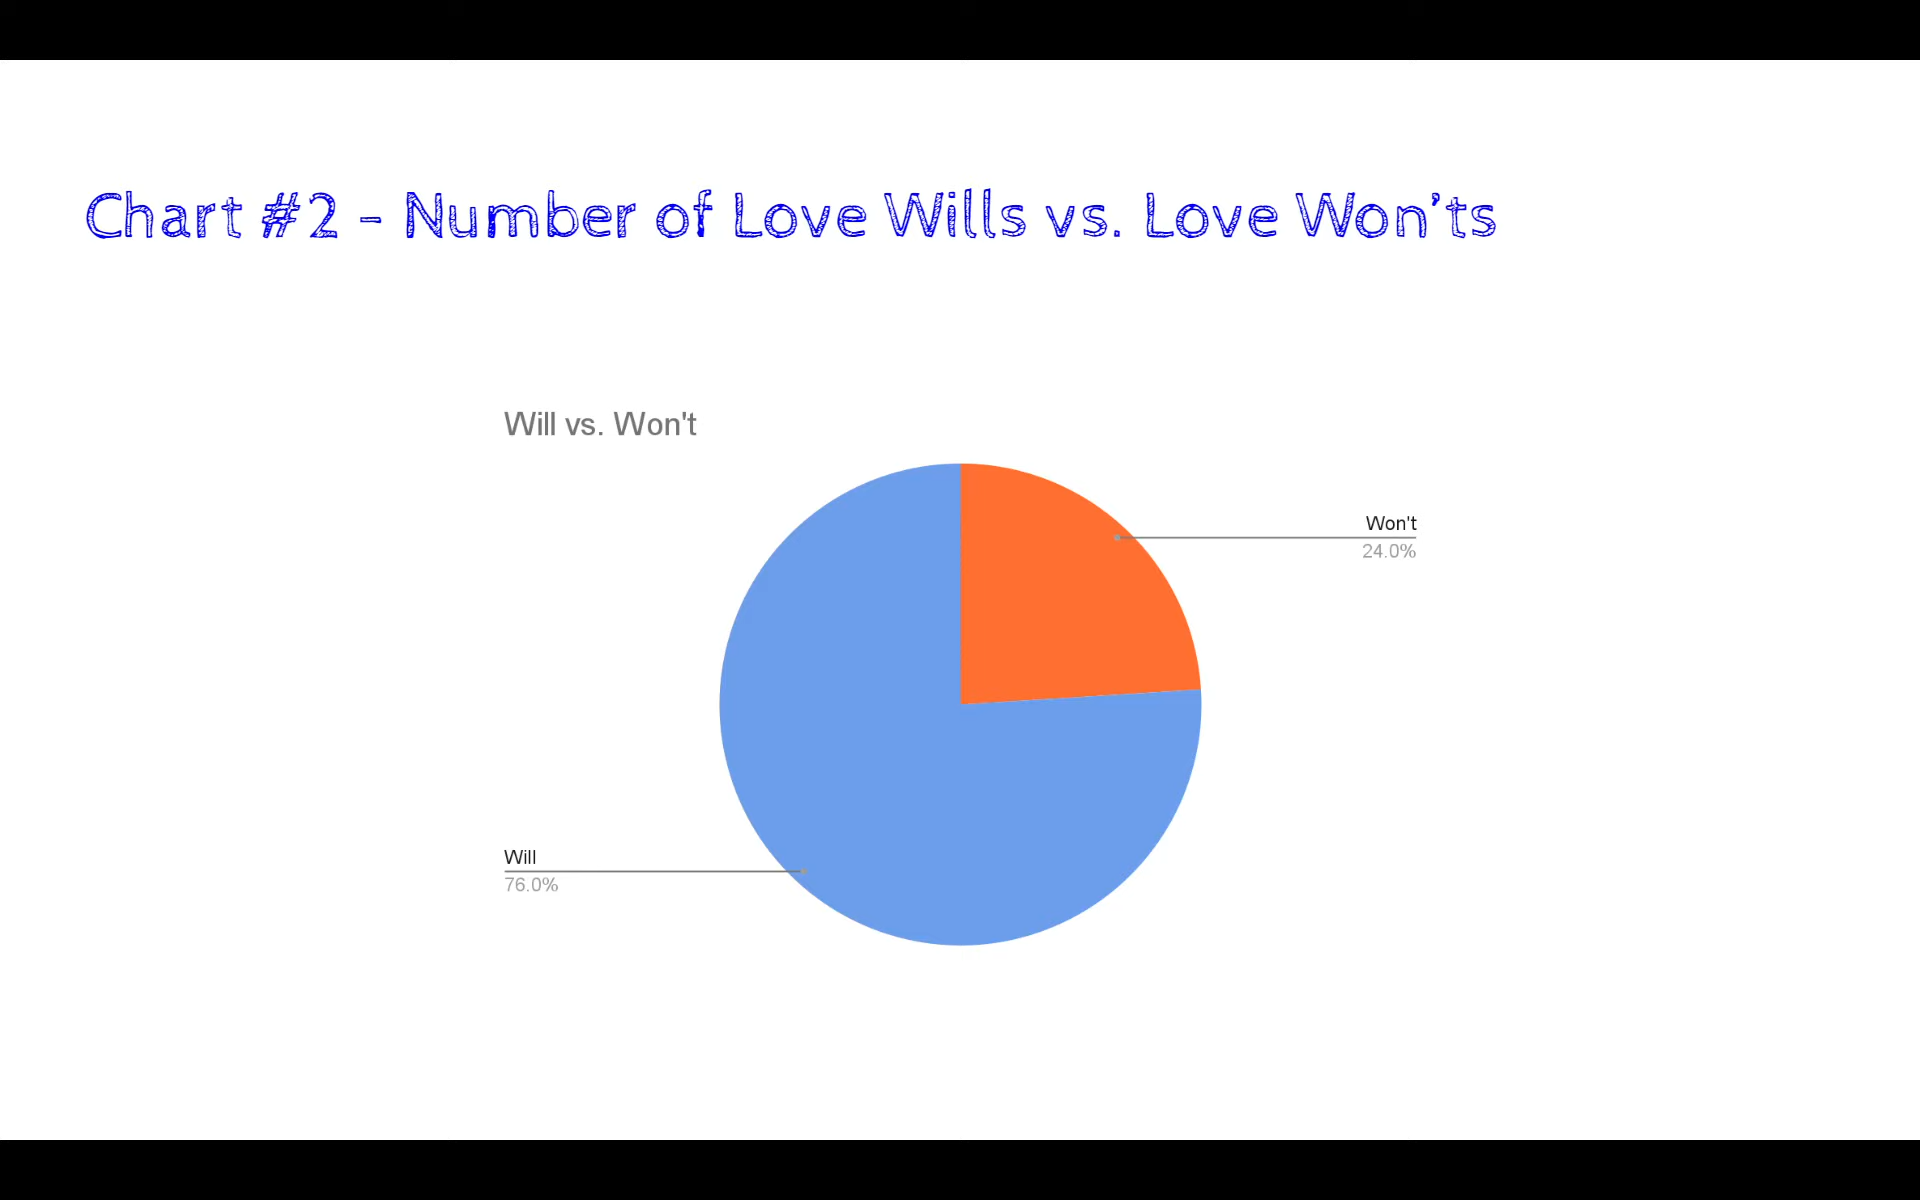 Chart #2 - Number of Love Wills vs. Love Won’ts
Will vs. Won't
Won't
24.0%
Will
76.0%